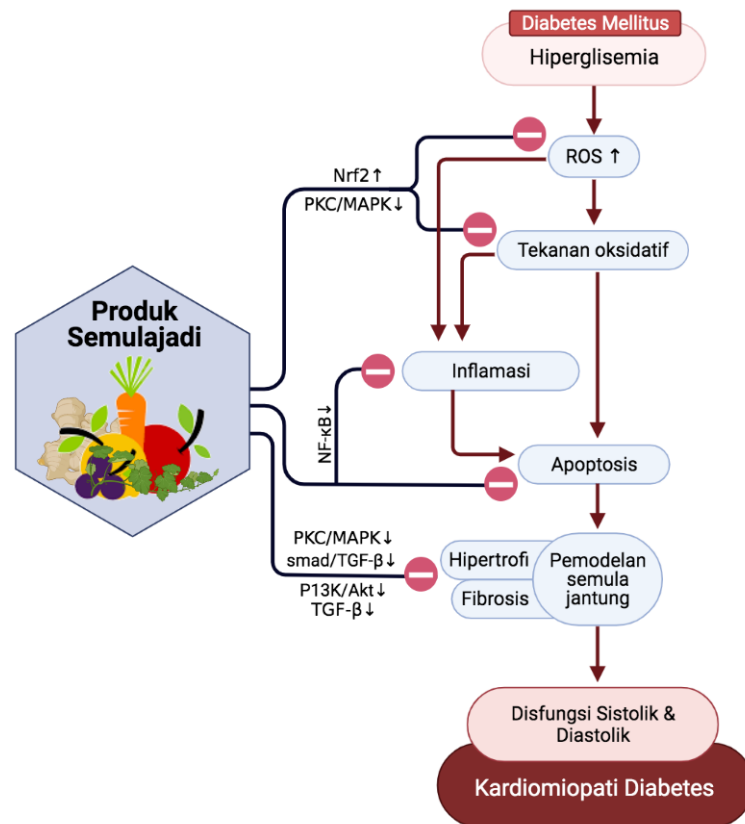 Diabetes Mellitus
Hiperglisemia
ROS ↑
Nrf2↑
PKC/MAPK↓
Tekanan oksidatif
Produk
Semulajadi
Inflamasi
NF-κB↓
Apoptosis
PKC/MAPK↓
smad/TGF-β↓
P13K/Akt↓
TGF-β↓
Hipertrofi
Fibrosis
Pemodelan
semula
jantung
Disfungsi Sistolik &
Diastolik
Kardiomiopati Diabetes